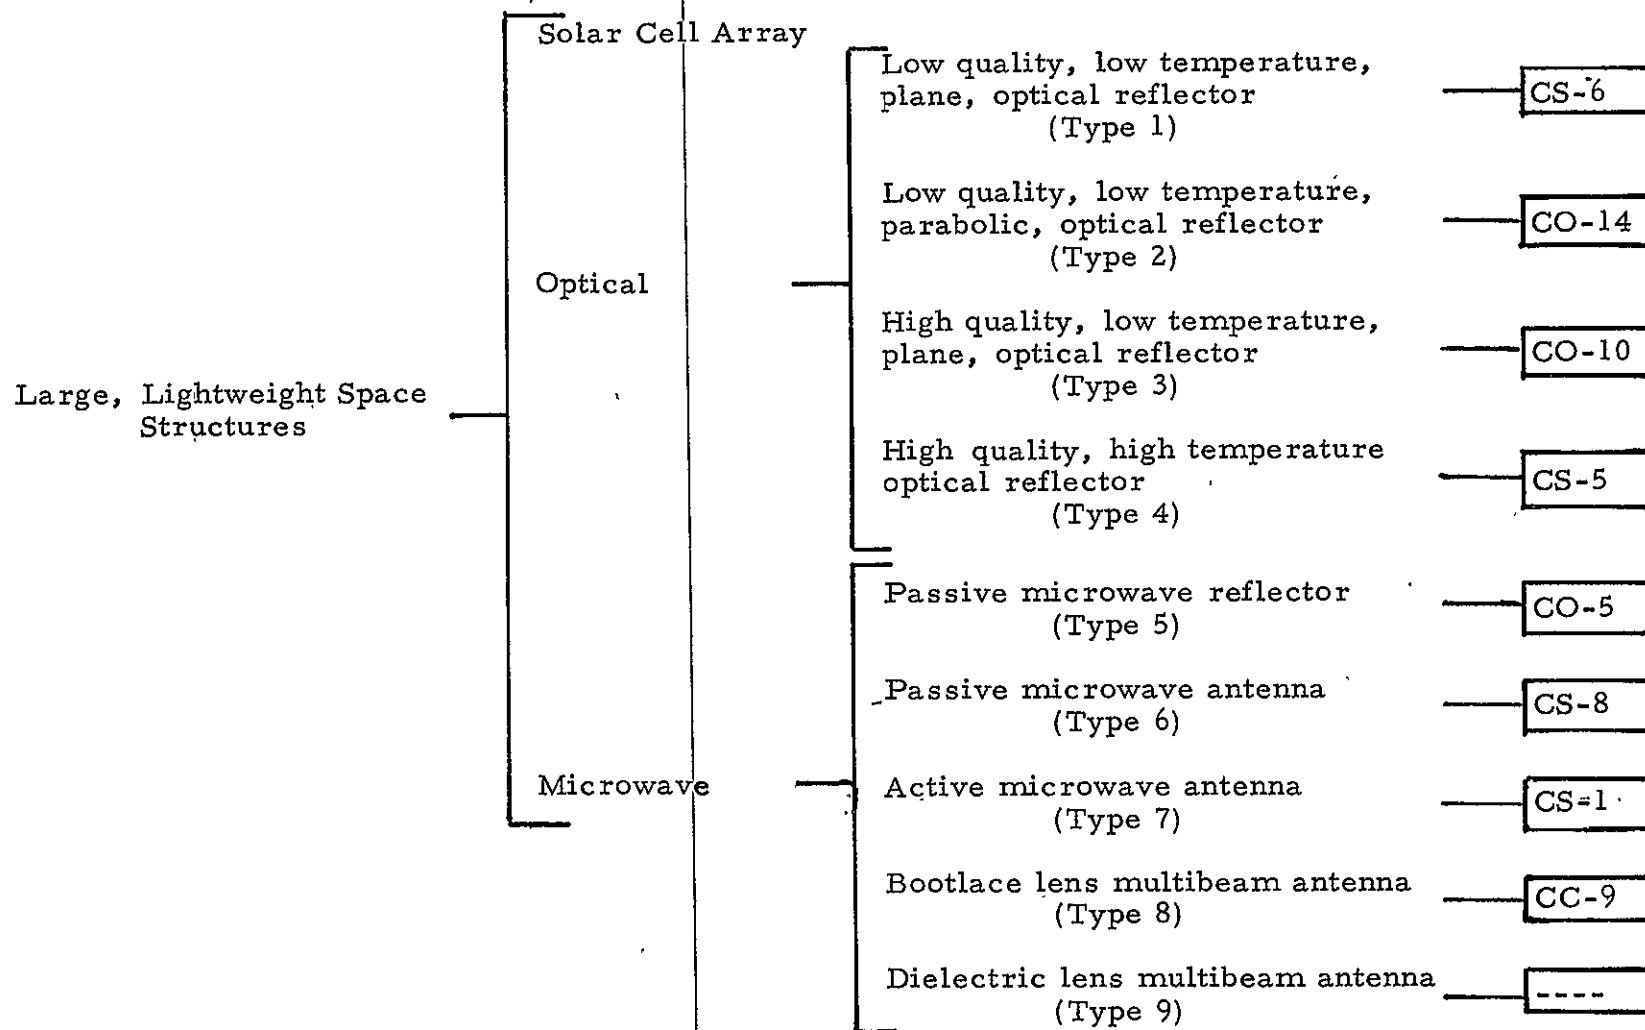 Solar Cell Array
Low quality, low temperature,
plane, optical reflector
(Type 1)
CS-6
Low quality, low temperature,
parabolic, optical reflector
(Type 2)
CO-14
Optical
High quality, low temperature,
plane, optical reflector
(Type 3)
CO-10
Large, Lightweight Space
Structures
High quality, high temperature
optical reflector
(Type 4)
CS-5
Passive microwave reflector
(Type 5)
CO-5
Passive microwave antenna
(Type 6)
CS-8
Microwave
Active microwave antenna
(Type 7)
CS=1
Bootlace lens multibeam antenna
(Type 8)
CC-9
Dielectric lens multibeam antenna
(Type 9)
----